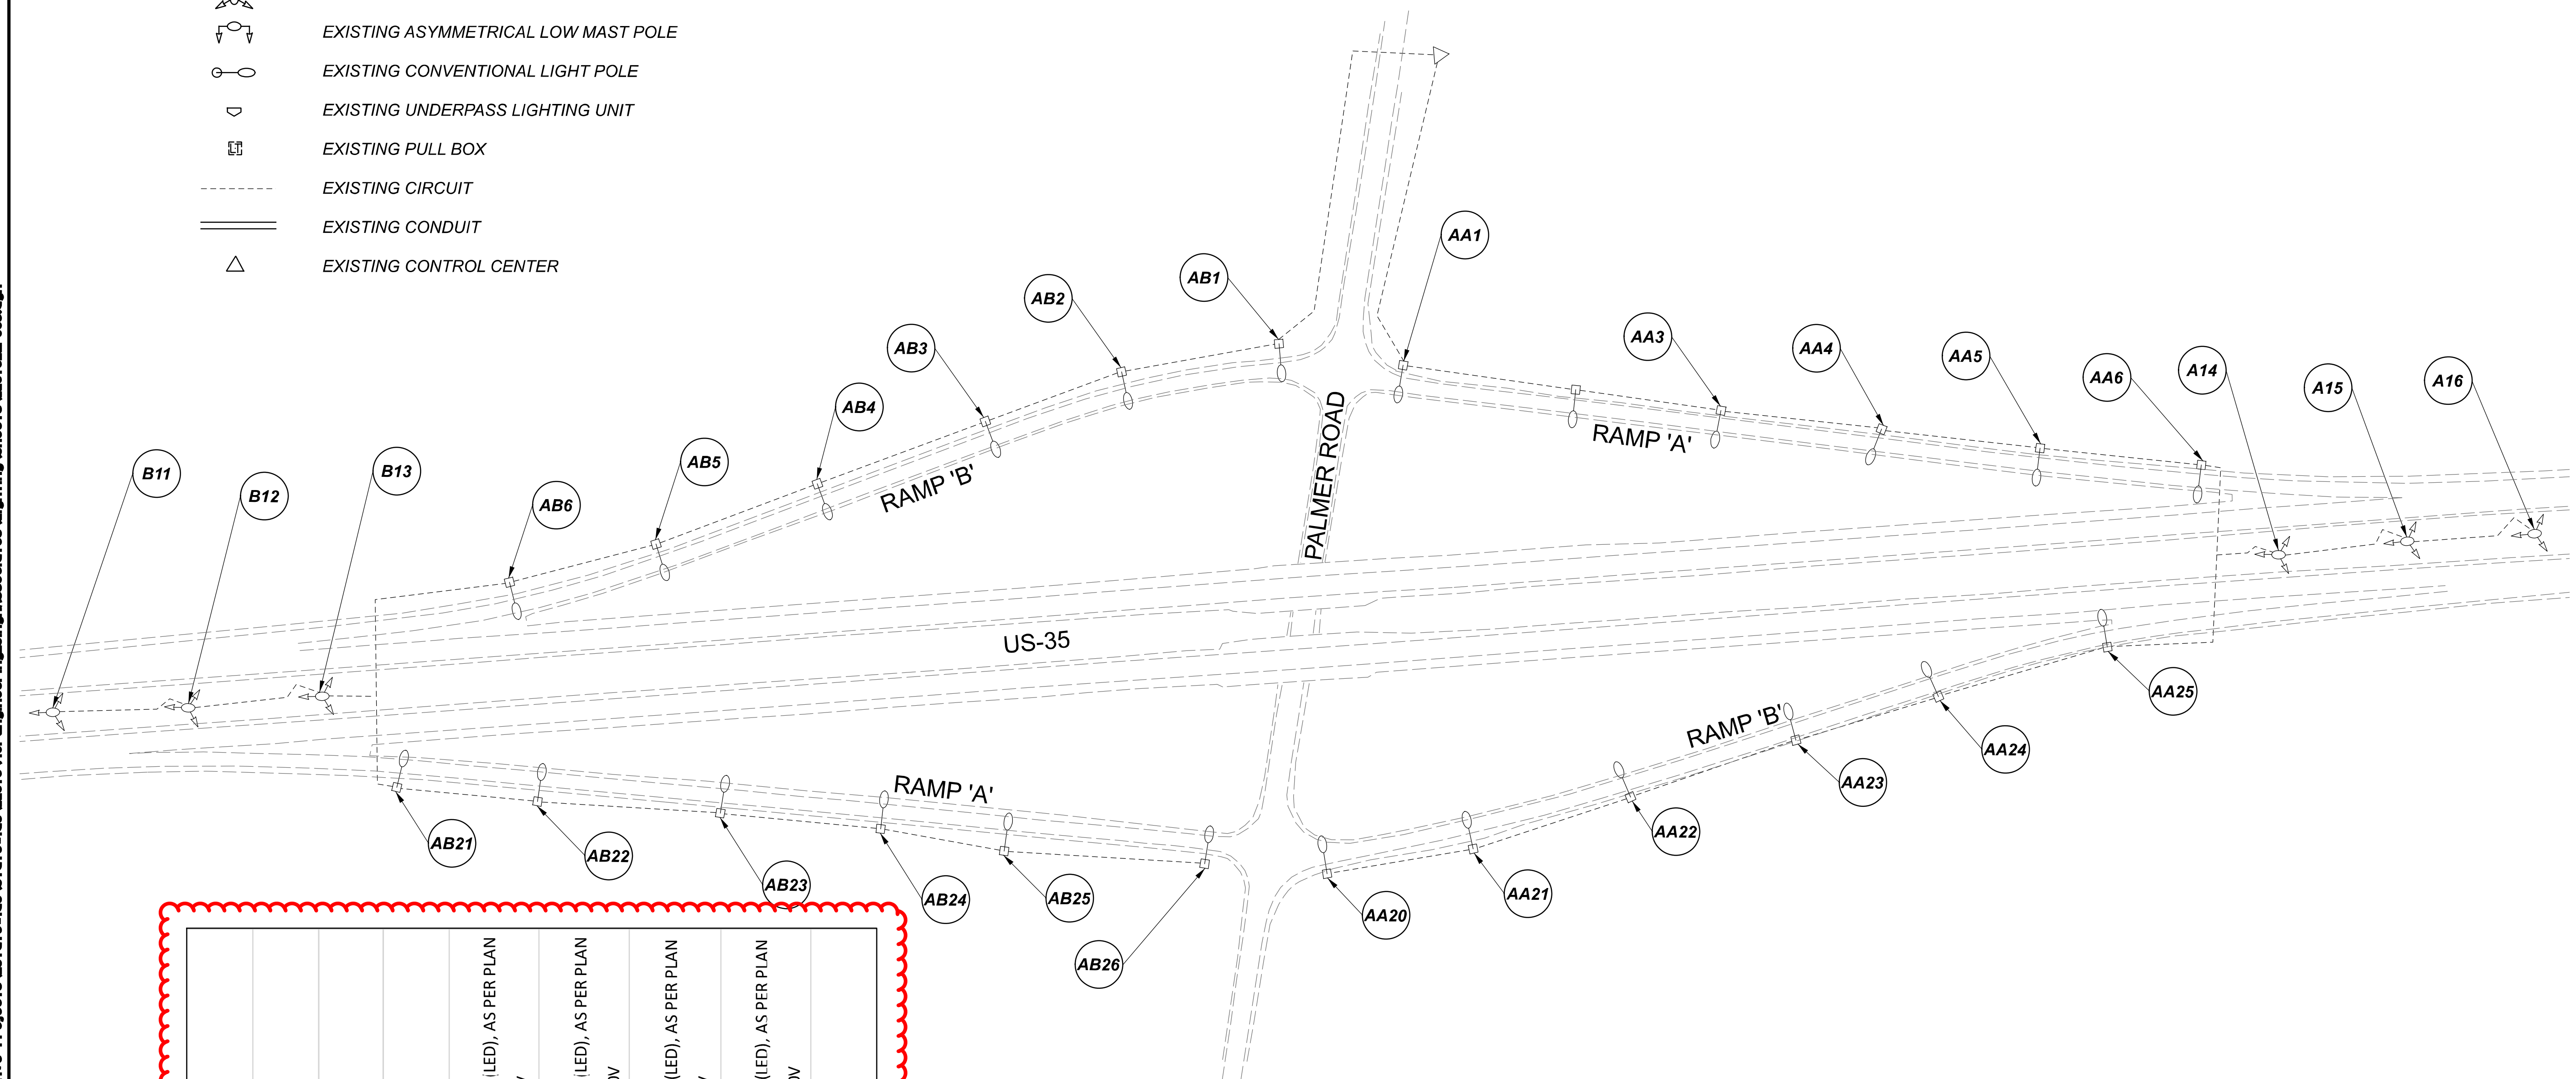 EXISTING ASYMMETRICAL LOW MAST POLE
EXISTING CONVENTIONAL LIGHT POLE
EXISTING UNDERPASS LIGHTING UNIT
LT
EXISTING PULL BOX
EXISTING CIRCUIT
EXISTING CONDUIT
EXISTING CONTROL CENTER
AA1
AB1
AB2
AB3
AB4
AB5
AB6
AA3
AA4
AA5
AA6
A14
A15
A16
B11
B12
B13
RAMP 'B'
RAMP 'A'
PALMER ROAD
US-35
RAMP 'A'
RAMP 'B'
AB21
AB22
AB23
AB24
AB25
AB26
AA20
AA21
AA22
AA23
AA24
AA25
(LED), AS PER PLAN
(LED), AS PER PLAN
(LED), AS PER PLAN
(LED), AS PER PLAN